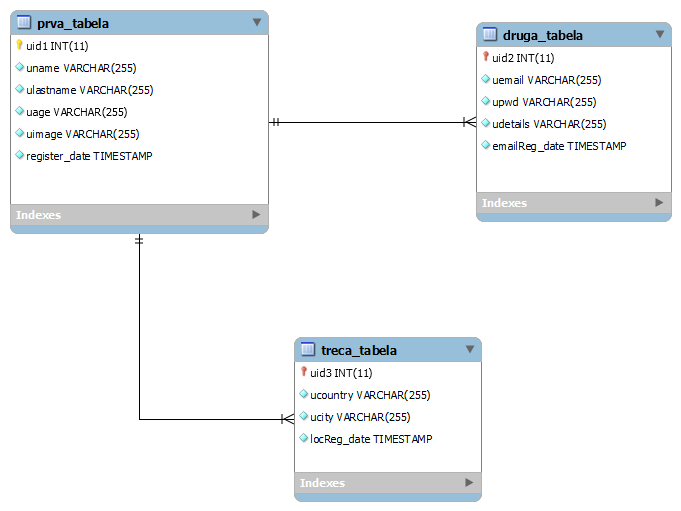 prva_tabela
uid1 INT(11)
uname VARCHAR(255)
ulastname VARCHAR(255)
uage VARCHAR(255)
uimage VARCHAR(255)
register_date TIMESTAMP
Indexes
druga_tabela
uid2 INT(11)
uemail VARCHAR(255)
upwd VARCHAR(255)
udetails VARCHAR(255)
emailReg_date TIMESTAMP
Indexes
treca_tabela
uid3 INT(11)
ucountry VARCHAR(255)
ucity VARCHAR(255)
locReg_date TIMESTAMP
Indexes